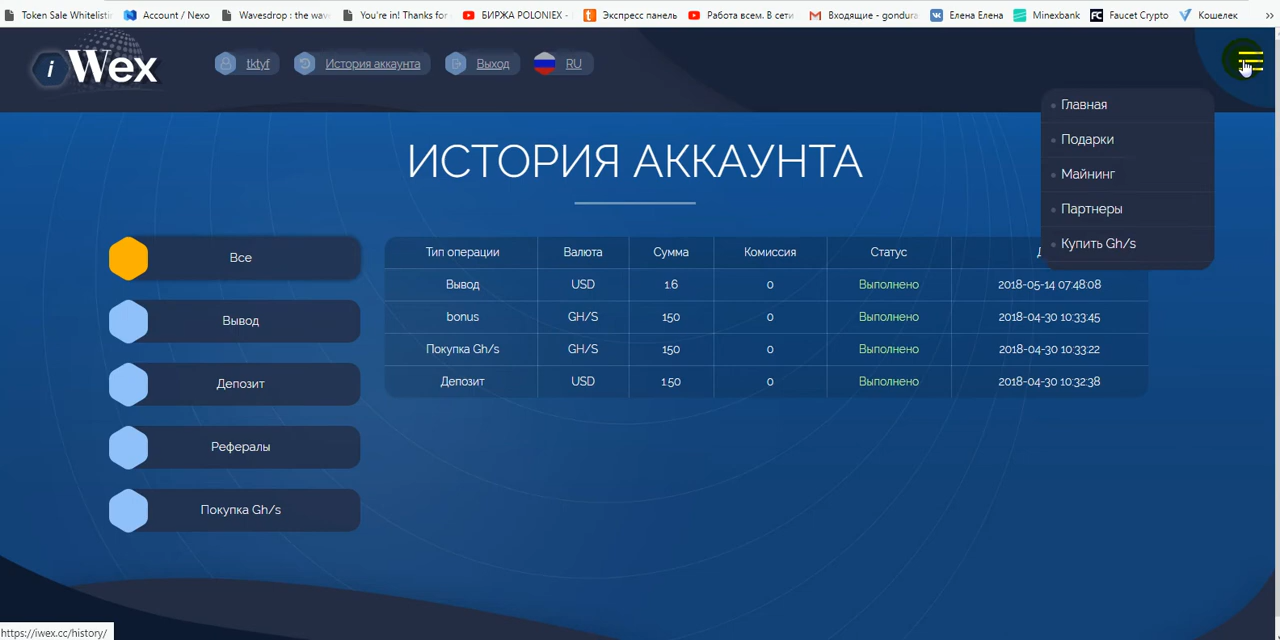 Token Sale Whitelistin
Account / Nexo
Wavesdrop : the wave
You're in! Thanks for
БИРЖА POLONIEX -
Экспресс панель
Работа всем. В сети
Входящие - gondura
Елена Елена
Minexbank
FC Faucet Crypto
Кошелек
»
i Wex
tktyf
История аккаунта
Выход
RU
Главная
Подарки
Майнинг
Партнеры
Купить Gh/s
ИСТОРИЯ АККАУНТА
Все
Вывод
Депозит
Рефералы
Покупка Gh/s
Тип операции Валюта Сумма Комиссия Статус
Вывод USD 1.6 0 Выполнено 2018-05-14 07:48:08
bonus GH/S 150 0 Выполнено 2018-04-30 10:33:45
Покупка Gh/s GH/S 150 0 Выполнено 2018-04-30 10:33:22
Депозит USD 1.50 0 Выполнено 2018-04-30 10:32:38
https://iwex.cc/history/